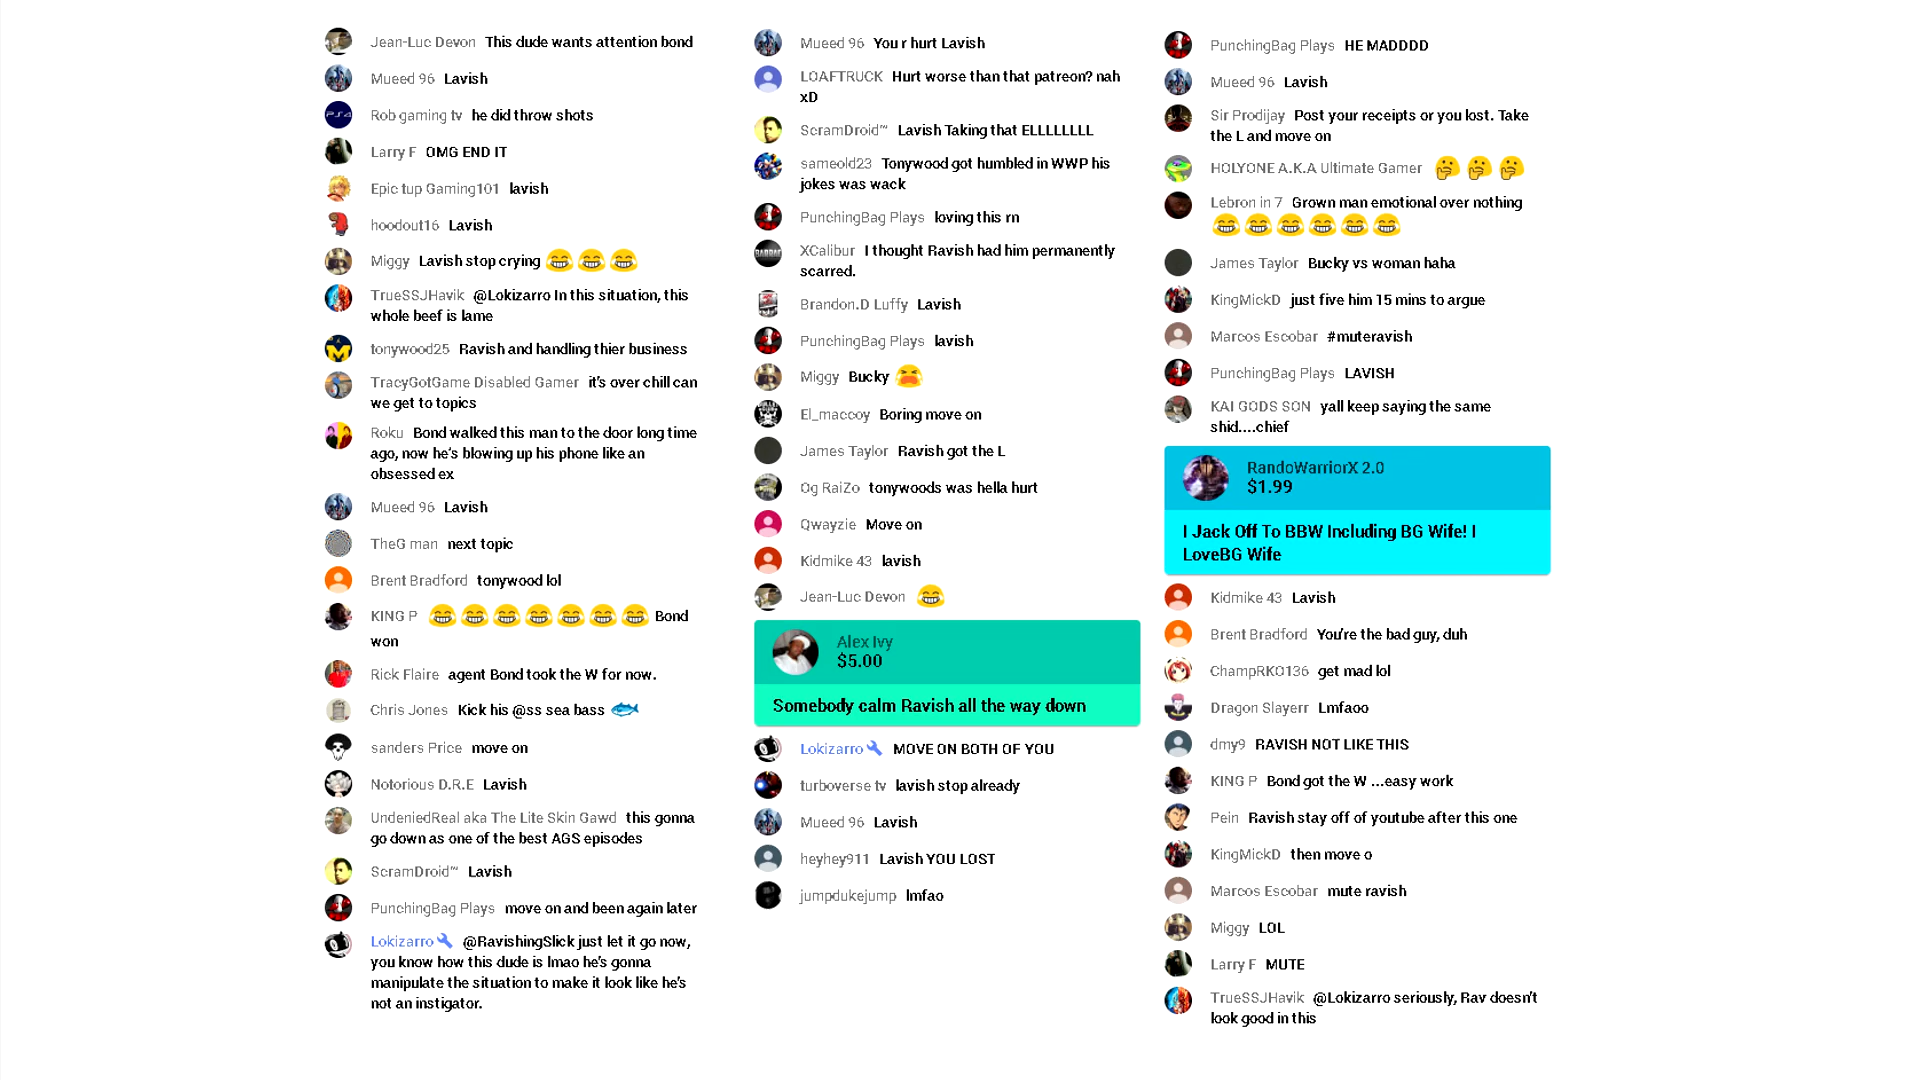 Jean-Luc Devon This dude wants attention bond
Mueed 96 Lavish
Rob gaming tv he did throw shots
Larry F OMG END IT
Epic tup Gaming101 lavish
hoodout16 Lavish
Miggy Lavish stop crying 😂 😂 😂
TrueSSJHavik @Lokizarro In this situation, this
whole beef is lame
tonywood25 Ravish and handling thier business
TracyGotGame Disabled Gamer it's over chill can
we get to topics
Roku Bond walked this man to the door long time
ago, now he's blowing up his phone like an
obsessed ex
Mueed 96 Lavish
TheG man next topic
Brent Bradford tonywood lol
KING P 😂 😂 😂 😂 😂 😂 😂 Bond
won
Rick Flaire agent Bond took the W for now.
Chris Jones Kick his @ss sea bass 🐟
sanders Price move on
Notorious D.R.E Lavish
UndeniedReal aka The Lite Skin Gawd this gonna
go down as one of the best AGS episodes
ScramDroid™ Lavish
PunchingBag Plays move on and been again later
Lokizarro @RavishingSlick just let it go now,
you know how this dude is lmao he's gonna
manipulate the situation to make it look like he's
not an instigator.
Mueed 96 You r hurt Lavish
LOAFTRUCK Hurt worse than that patreon? nah
xD
ScramDroid™ Lavish Taking that ELLLLLLLL
sameold23 Tonywood got humbled in WWP his
jokes was wack
PunchingBag Plays loving this rn
XCalibur I thought Ravish had him permanently
scarred.
Brandon.D Luffy Lavish
PunchingBag Plays lavish
Miggy Bucky 😫
El_maccoy Boring move on
James Taylor Ravish got the L
Og RaiZo tonywoods was hella hurt
Qwayzie Move on
Kidmike 43 lavish
Jean-Luc Devon 😂
Alex Ivy
$5.00
Somebody calm Ravish all the way down
Lokizarro MOVE ON BOTH OF YOU
turboverse tv lavish stop already
Mueed 96 Lavish
heyhey911 Lavish YOU LOST
jumpdukejump lmfao
PunchingBag Plays HE MADDDD
Mueed 96 Lavish
Sir Prodijay Post your receipts or you lost. Take
the L and move on
HOLYONE A.K.A Ultimate Gamer 🤔 🤔 🤔
Lebron in 7 Grown man emotional over nothing
😂 😂 😂 😂 😂 😂
James Taylor Bucky vs woman haha
KingMickD just five him 15 mins to argue
Marcos Escobar #muteravish
PunchingBag Plays LAVISH
KAI GODS SON yall keep saying the same
shid....chief
RandoWarriorX 2.0
$1.99
I Jack Off To BBW Including BG Wife! I
LoveBG Wife
Kidmike 43 Lavish
Brent Bradford You're the bad guy, duh
ChampRKO136 get mad lol
Dragon Slayerr Lmfaoo
dmy9 RAVISH NOT LIKE THIS
KING P Bond got the W ...easy work
Pein Ravish stay off of youtube after this one
KingMickD then move o
Marcos Escobar mute ravish
Miggy LOL
Larry F MUTE
TrueSSJHavik @Lokizarro seriously, Rav doesn't
look good in this